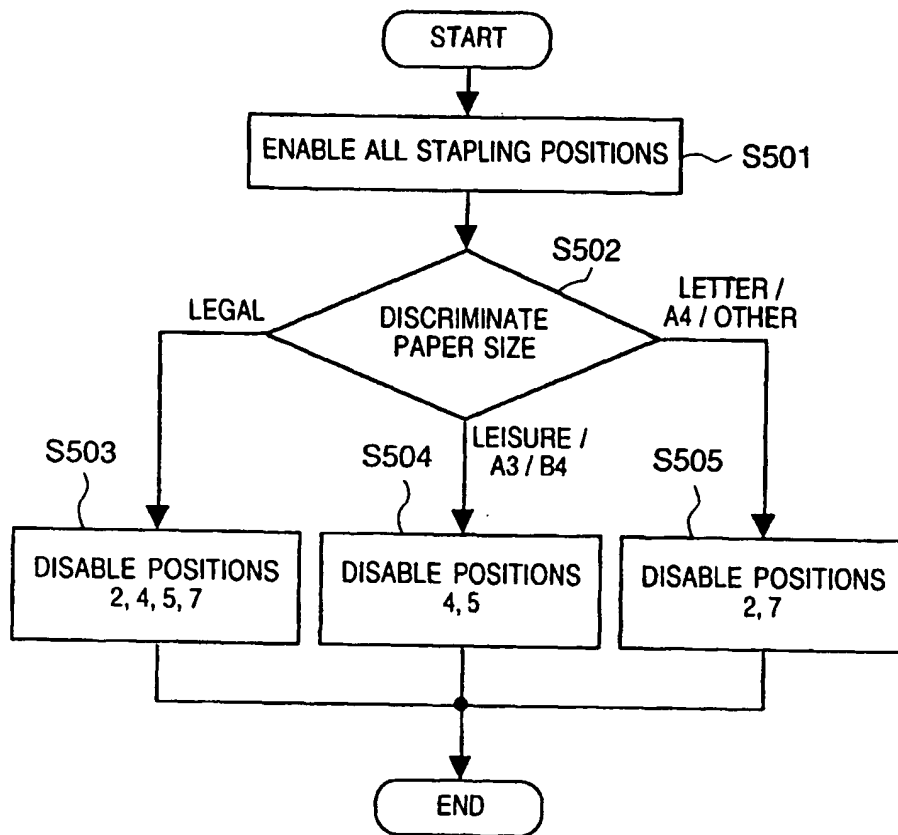 START
ENABLE ALL STAPLING POSITIONS
S501
S502
LEGAL
DISCRIMINATE
PAPER SIZE
LETTER /
A4 / OTHER
LEISURE /
A3 / B4
S503
S504
S505
DISABLE POSITIONS
2, 4, 5, 7
DISABLE POSITIONS
4, 5
DISABLE POSITIONS
2, 7
END